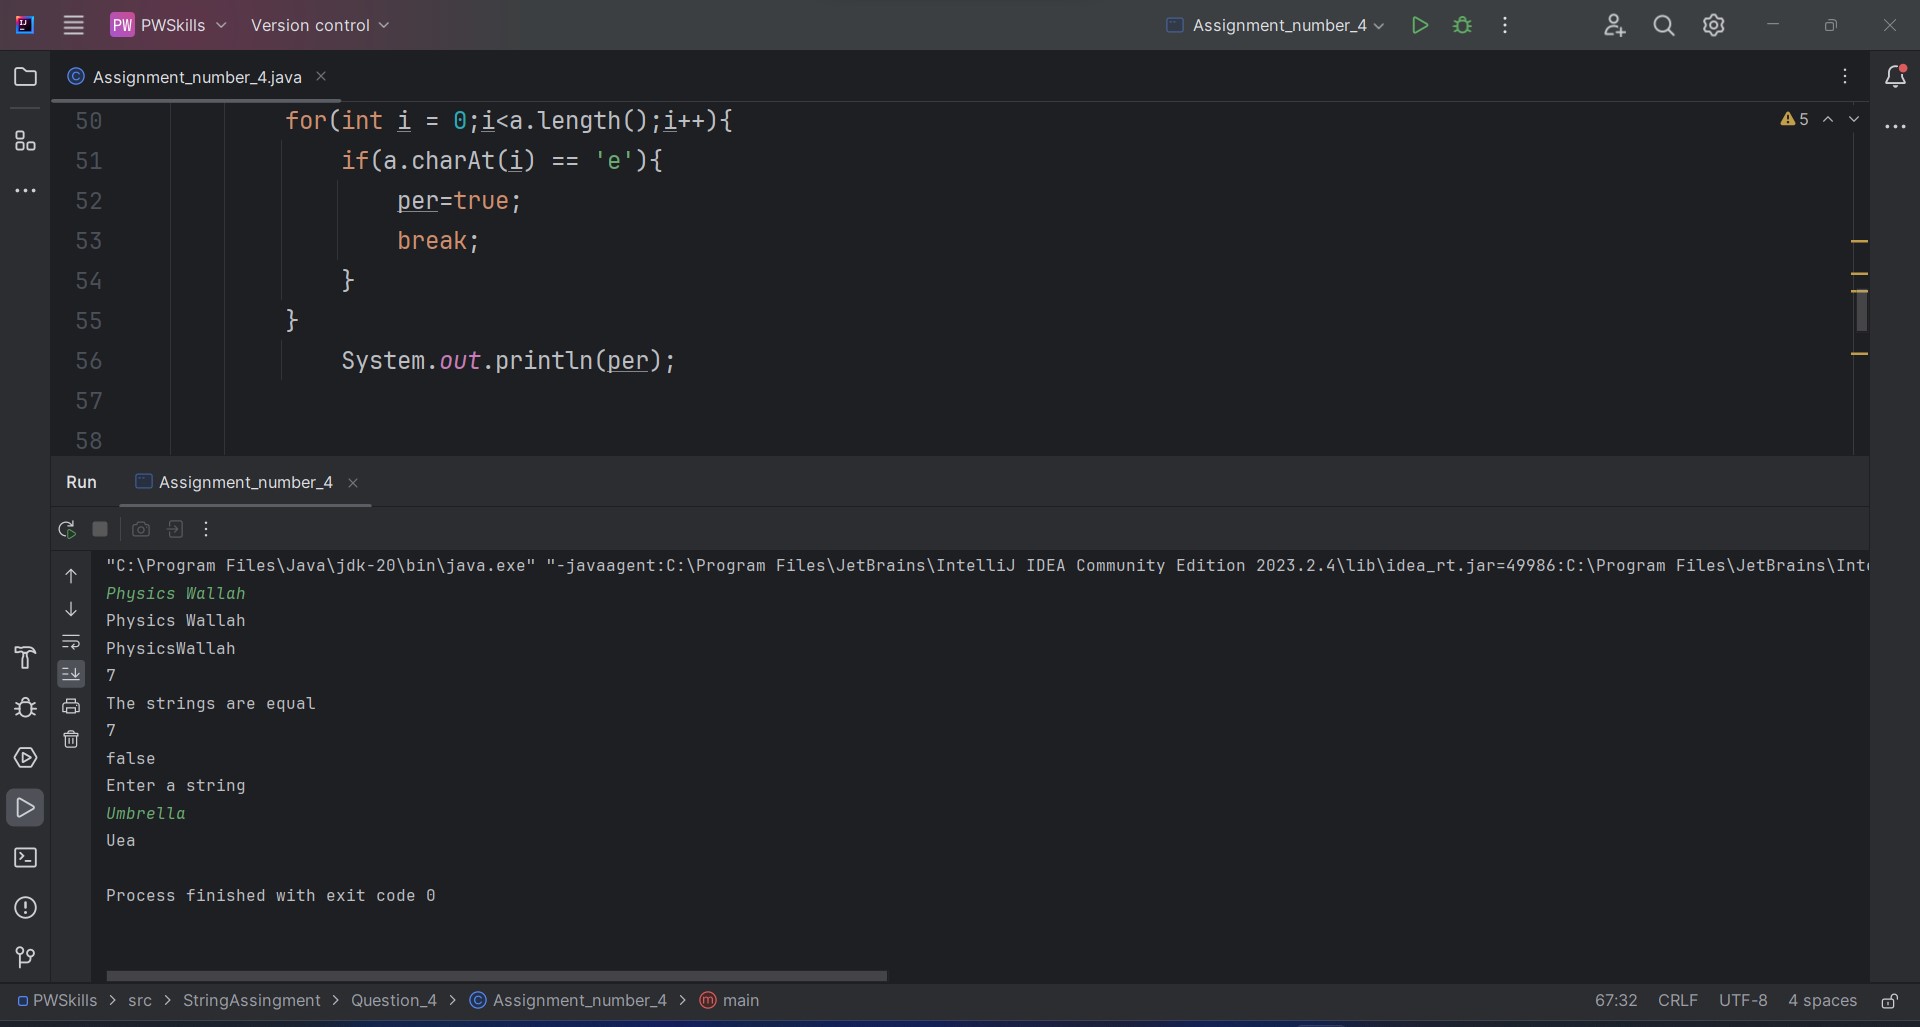 PW PWSkills Version control Assignment_number_4
Assignment_number_4.java
50 for(int i = 0;i<a.length();i++){ 5
51 if(a.charAt(i) == 'e'){
52 per=true;
53 break;
54 }
55 }
56 System.out.println(per);
57
58
Run Assignment_number_4
"C:\Program Files\Java\jdk-20\bin\java.exe" "-javaagent:C:\Program Files\JetBrains\IntelliJ IDEA Community Edition 2023.2.4\lib\idea_rt.jar=49986:C:\Program Files\JetBrains\Inte
Physics Wallah
Physics Wallah
PhysicsWallah
7
The strings are equal
7
false
Enter a string
Umbrella
Uea
Process finished with exit code 0
PWSkills > src > StringAssingment > Question_4 > Assignment_number_4 > main 67:32 CRLF UTF-8 4 spaces